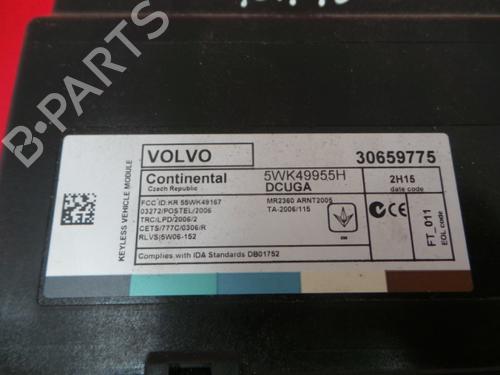 B-PARTS
KEYLESS VEHICLE MODULE
VOLVO
30659775
Continental
Czech Republic
5WK49955H
DCUGA
2H15
date code
FCC ID:KR 55WK49167
03272/POSTEL/2006
TRC/LPD/2006/2
CETS/777C/0306/R
RLVS|5W06-152
MR2360 ARNT2005
TA-2006/115
FT_011
EOL code
Complies with IDA Standards DB01752